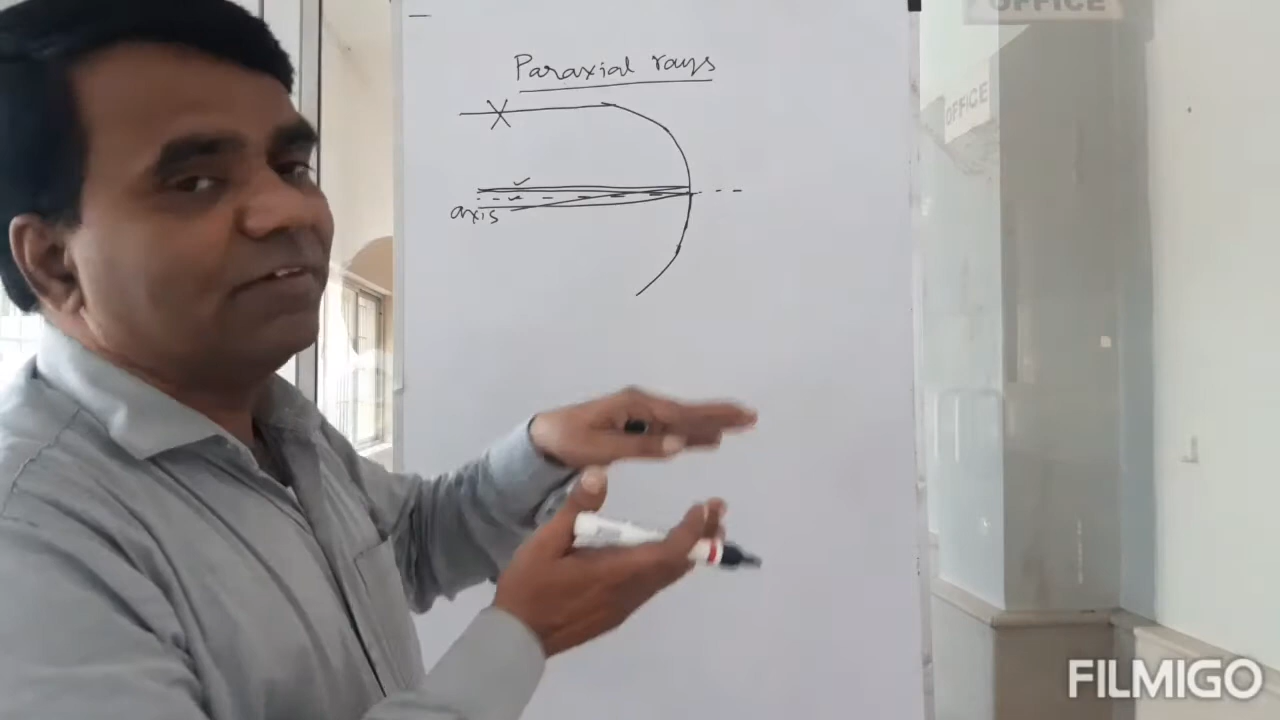 Paraxial rays
axis
OFFICE
OFFICE
FILMIGO